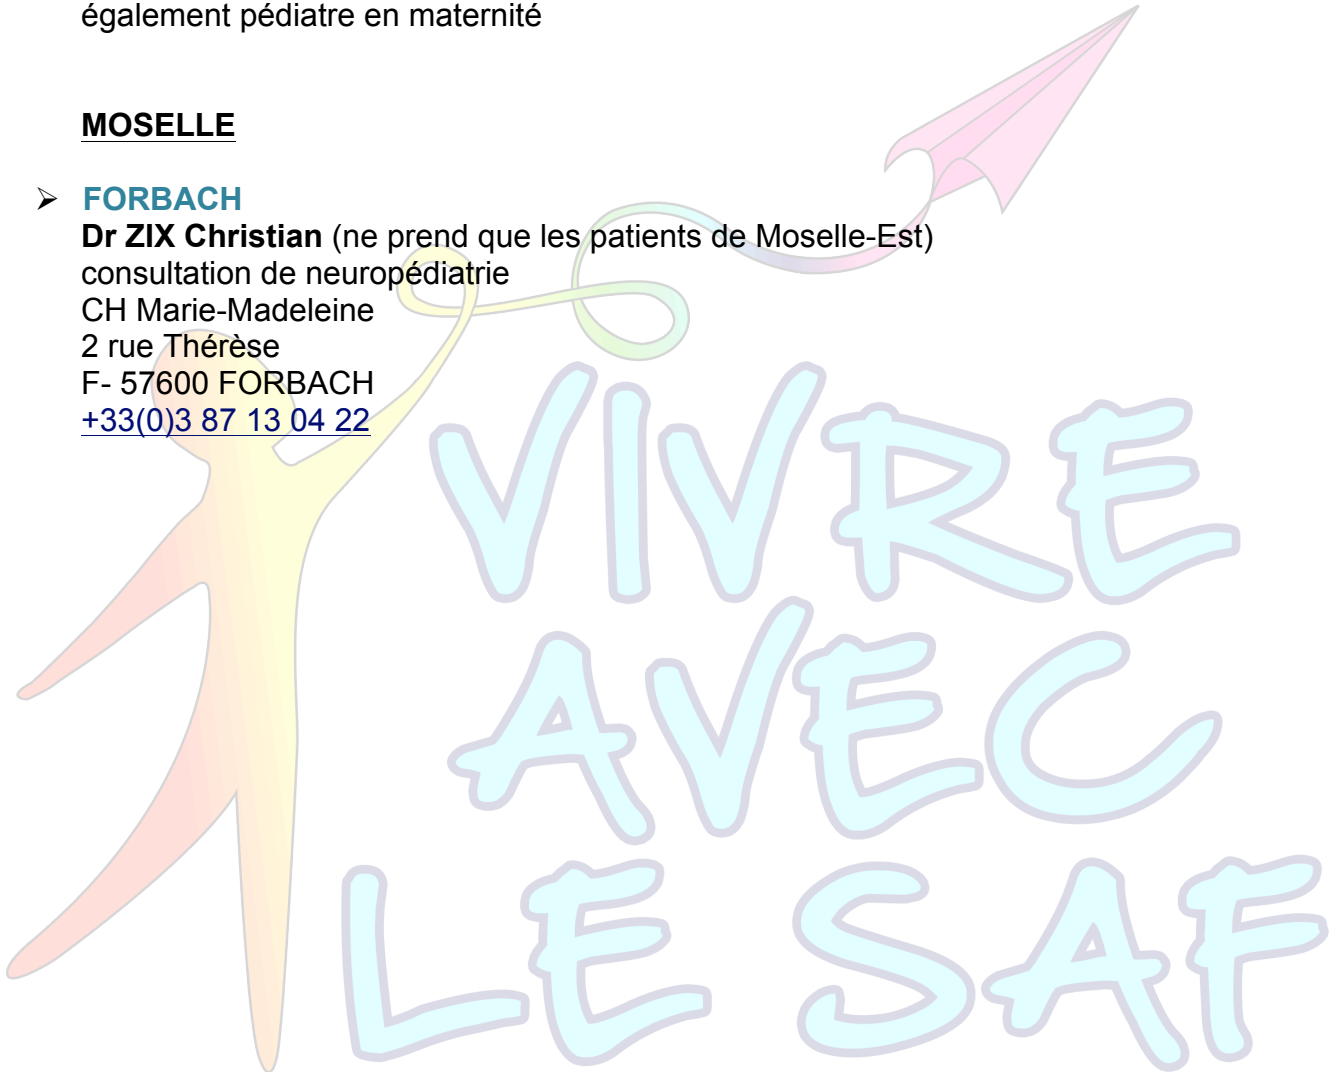 également pédiatre en maternité
MOSELLE
➢ FORBACH
Dr ZIX Christian (ne prend que les patients de Moselle-Est)
consultation de neuropédiatrie
CH Marie-Madeleine
2 rue Thérèse
F- 57600 FORBACH
+33(0)3 87 13 04 22
VIVRE
AVEC
LE SAF